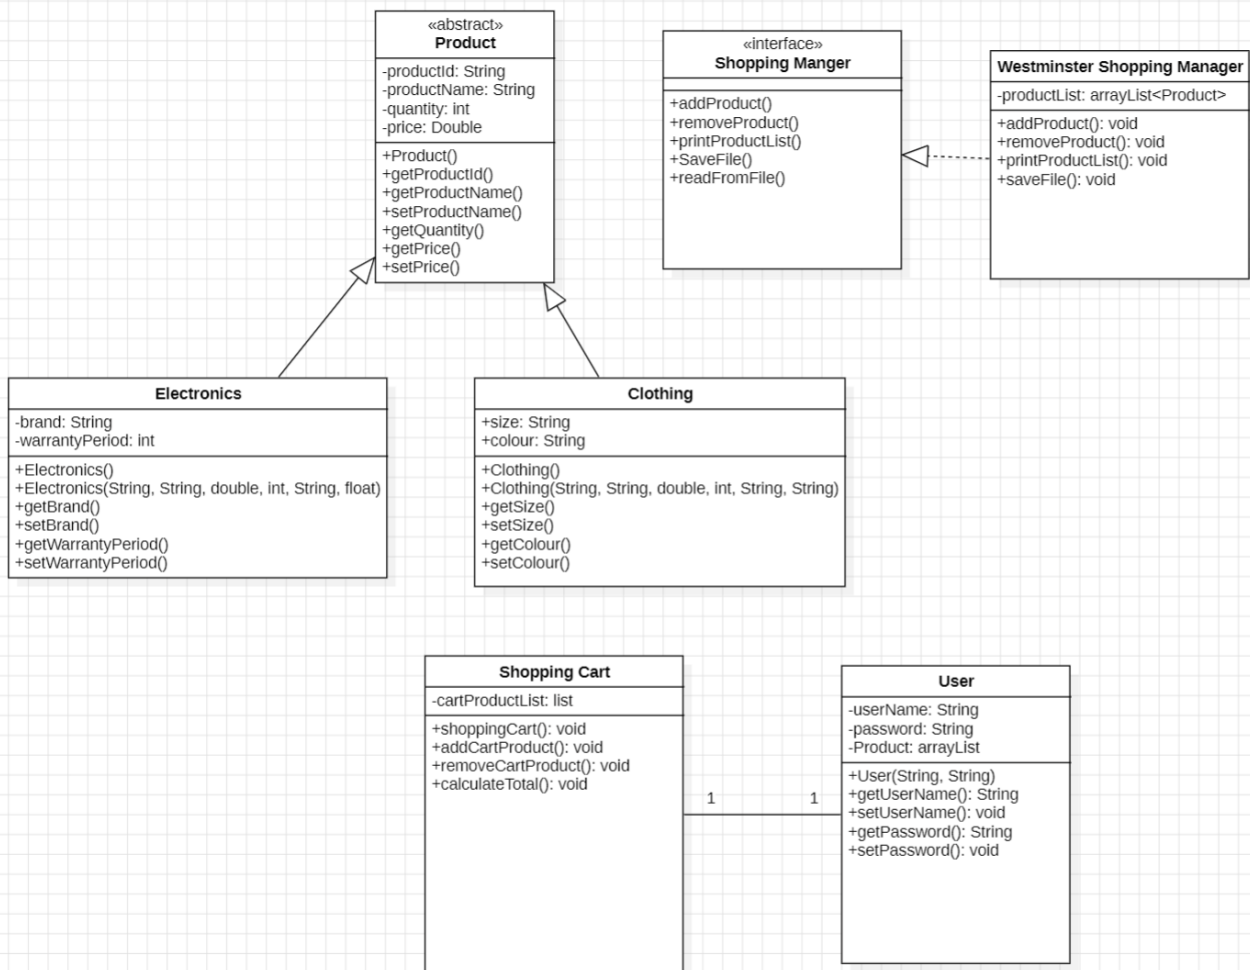 «abstract»
Product
-productId: String
-productName: String
-quantity: int
-price: Double
+Product()
+getProductId()
+getProductName()
+setProductName()
+getQuantity()
+getPrice()
+setPrice()
«interface»
Shopping Manger
+addProduct()
+removeProduct()
+printProductList()
+SaveFile()
+readFromFile()
Westminster Shopping Manager
-productList: arrayList<Product>
+addProduct(): void
+removeProduct(): void
+printProductList(): void
+saveFile(): void
Electronics
-brand: String
-warrantyPeriod: int
+Electronics()
+Electronics(String, String, double, int, String, float)
+getBrand()
+setBrand()
+getWarrantyPeriod()
+setWarrantyPeriod()
Clothing
+size: String
+colour: String
+Clothing()
+Clothing(String, String, double, int, String, String)
+getSize()
+setSize()
+getColour()
+setColour()
Shopping Cart
-cartProductList: list
+shoppingCart(): void
+addCartProduct(): void
+removeCartProduct(): void
+calculateTotal(): void
1
1
User
-userName: String
-password: String
-Product: arrayList
+User(String, String)
+getUserName(): String
+setUserName(): void
+getPassword(): String
+setPassword(): void